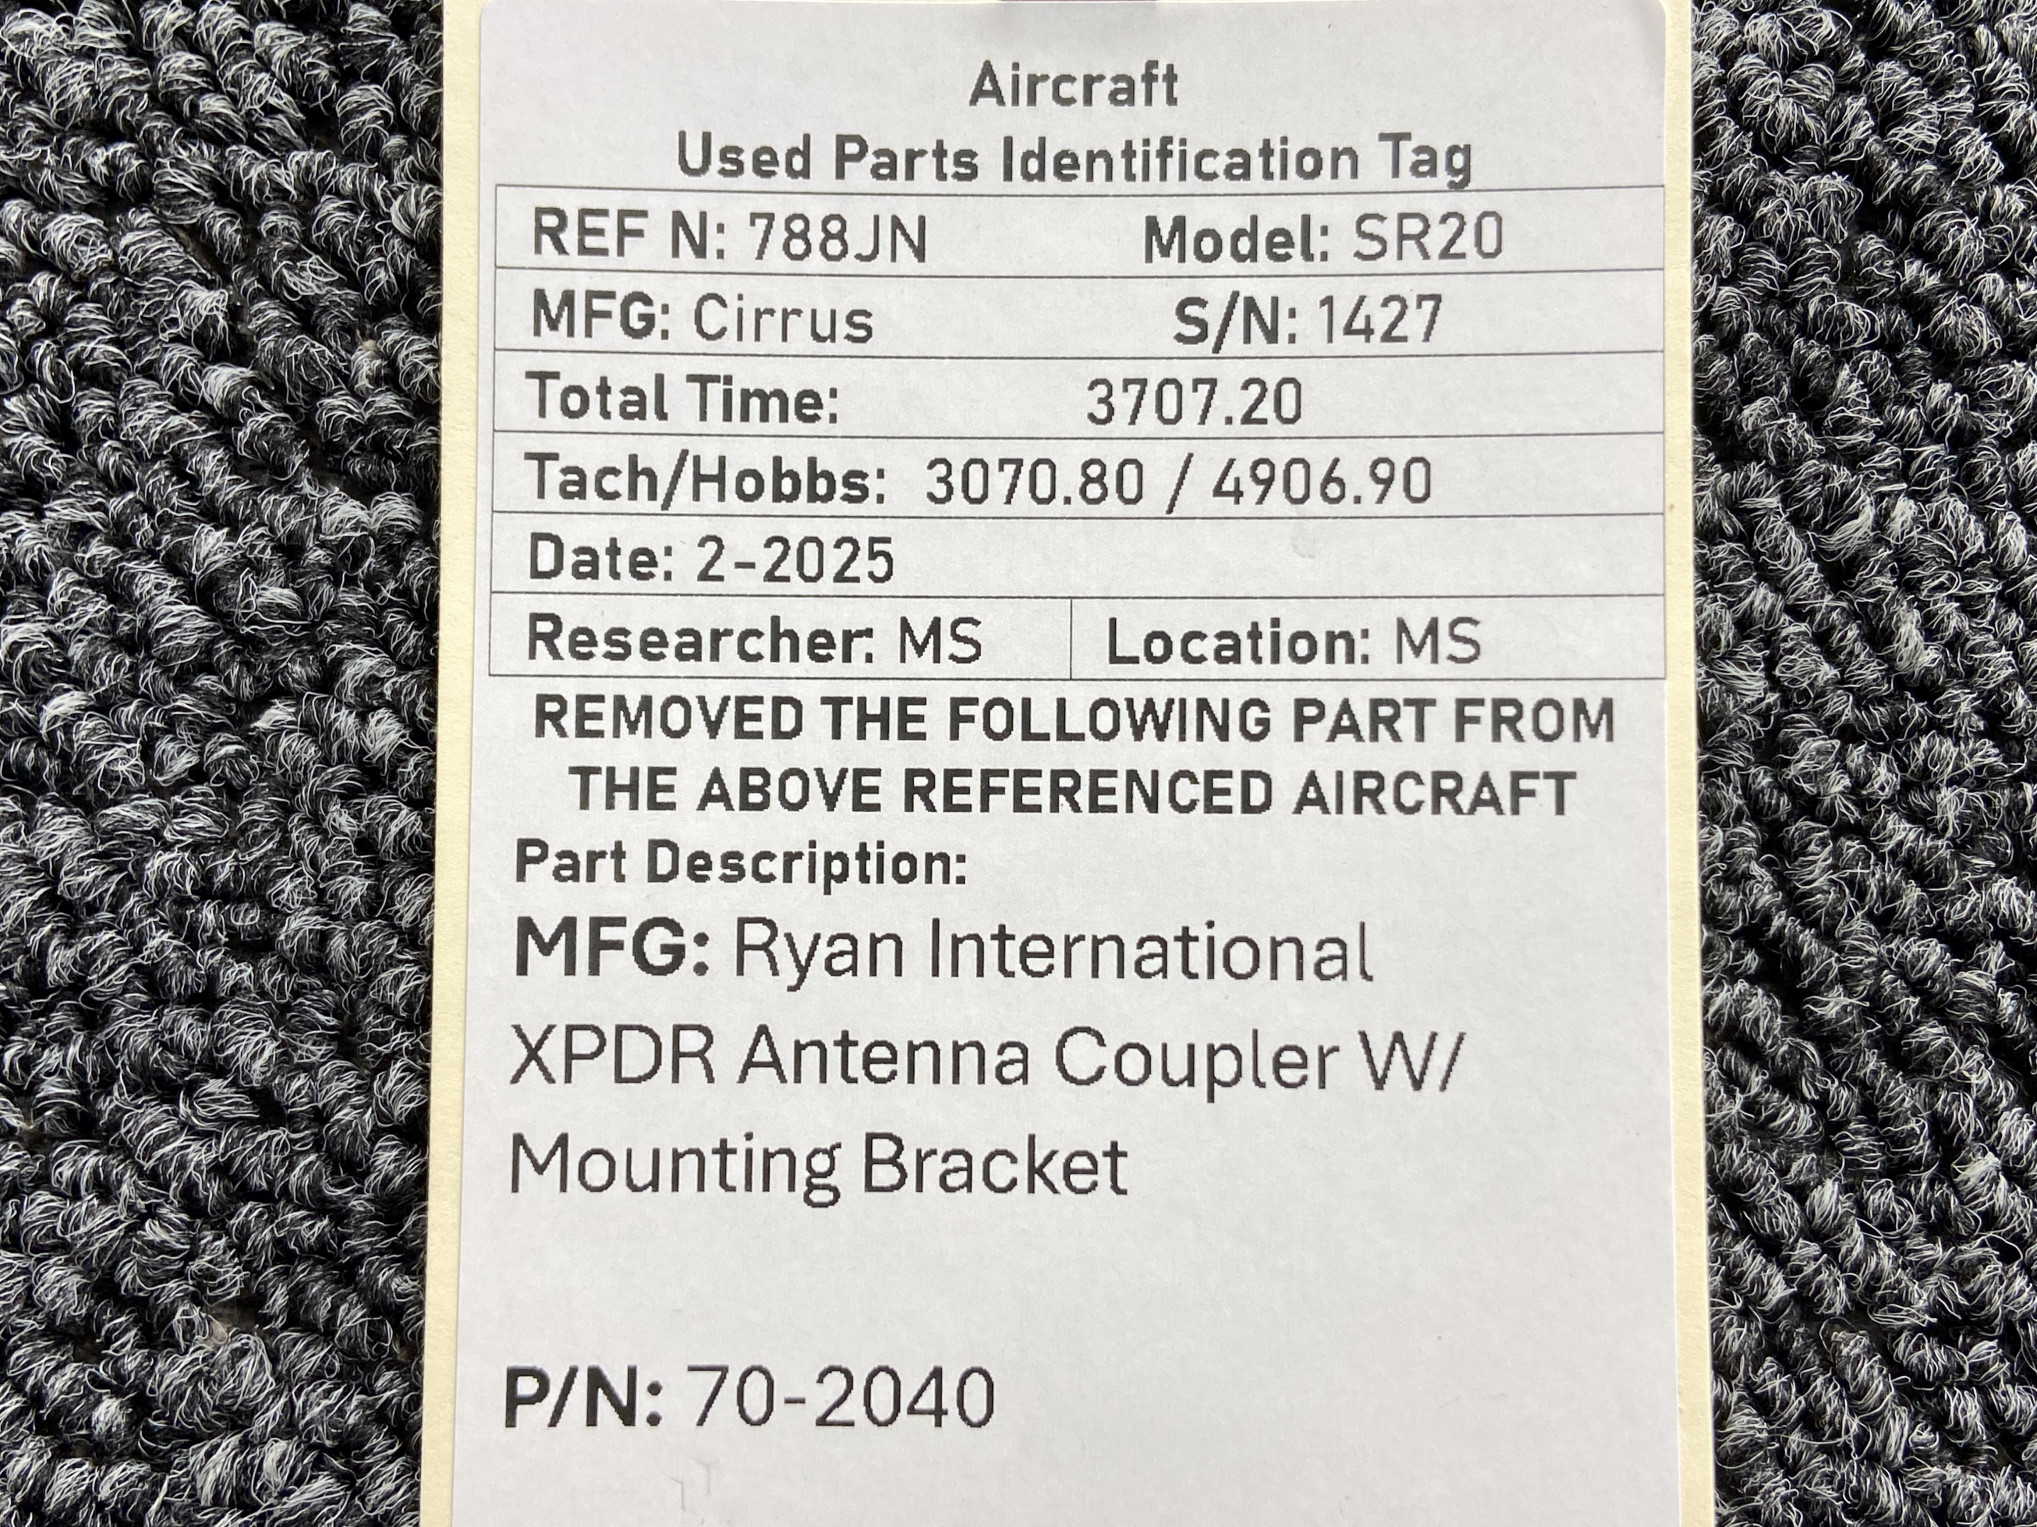 Aircraft
Used Parts Identification Tag
REF N: 788JN Model: SR20
MFG: Cirrus S/N: 1427
Total Time: 3707.20
Tach/Hobbs: 3070.80 / 4906.90
Date: 2-2025
Researcher: MS Location: MS
REMOVED THE FOLLOWING PART FROM
THE ABOVE REFERENCED AIRCRAFT
Part Description:
MFG: Ryan International
XPDR Antenna Coupler W/
Mounting Bracket
P/N: 70-2040